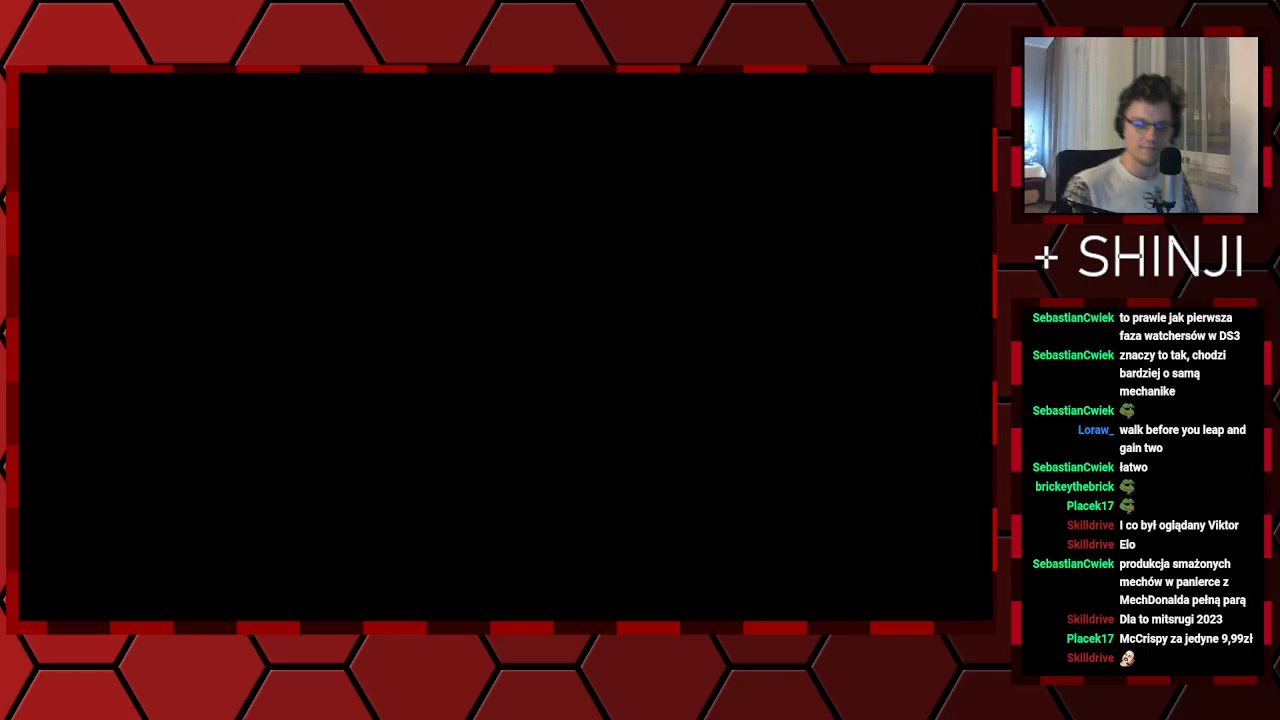 + SHINJI
SebastianCwiek to prawie jak pierwsza
faza watchersów w DS3
SebastianCwiek znaczy to tak, chodzi
bardziej o samą
mechanike
SebastianCwiek
Loraw_ walk before you leap and
gain two
SebastianCwiek łatwo
brickeythebrick
Placek17
Skilldrive I co był oglądany Viktor
Skilldrive Elo
SebastianCwiek produkcja smażonych
mechów w panierce z
MechDonalda pełną parą
Skilldrive Dla to mitsrugi 2023
Placek17 McCrispy za jedyne 9,99zł
Skilldrive